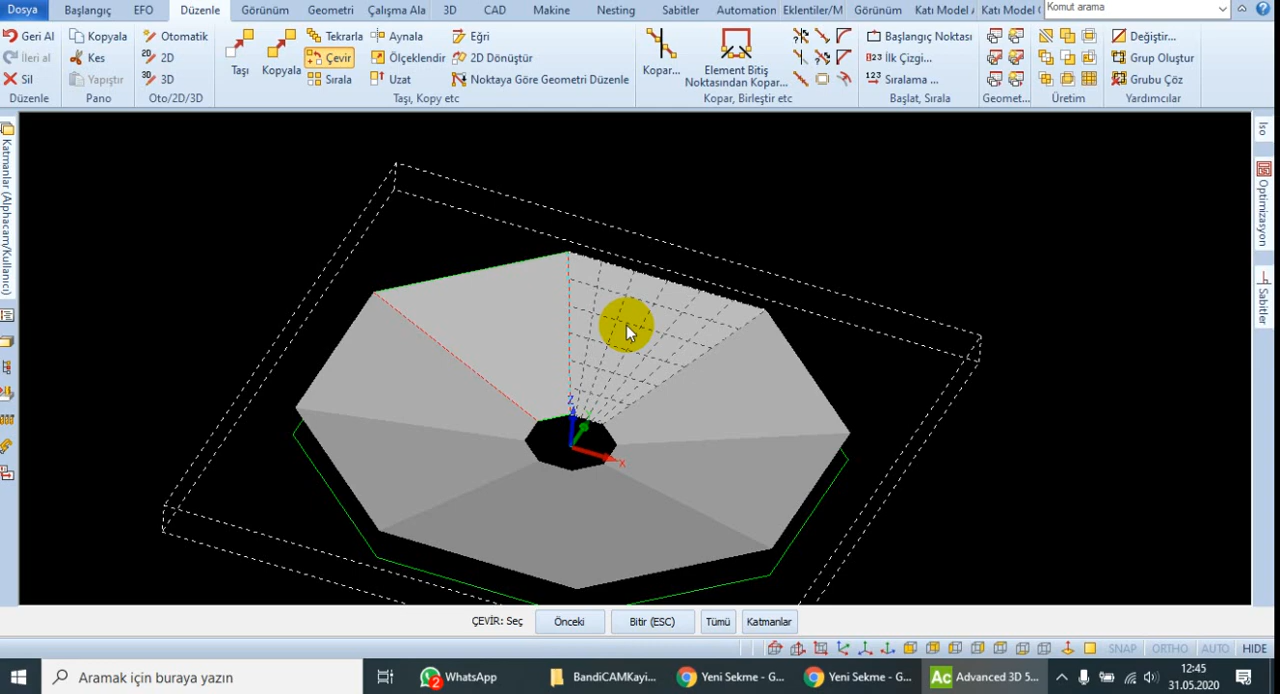 Dosya Başlangıç EFO Düzenle Görünüm Geometri Çalışma Ala 3D CAD Makine Nesting Sabitler Automation Eklentiler/M Görünüm Katı Model A Katı Model ( Komut arama
Geri Al Kopyala Otomatik Tekrarla Aynala Eğri Başlangıç Noktası Değiştir...
İleri al Kes 2D Çevir Ölçeklendir 2D Dönüştür İlk Çizgi... Grup Oluştur
Sil Yapıştır 3D Taşı Kopyala Sırala Uzat Noktaya Göre Geometri Düzenle Kopar... Element Bitiş Noktasından Kopar... Sıralama ... Grubu Çöz
Düzenle Pano Oto/2D/3D Taşı, Kopy etc Kopar, Birleştir etc Başlat, Sırala Geomet... Üretim Yardımcılar
Katmanlar (Alphacam/Kullanıcı)
Iso
Optimizasyon
Sabitler
Z
X
ÇEVİR: Seç Önceki Bitir (ESC) Tümü Katmanlar
SNAP ORTHO AUTO HIDE
Aramak için buraya yazın 2 WhatsApp BandiCAMKayi... Yeni Sekme - G... Yeni Sekme - G... Ac Advanced 3D 5... 12:45
31.05.2020